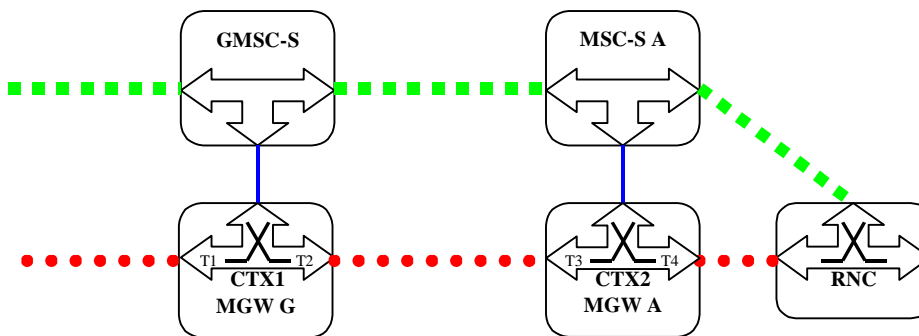 GMSC-S
MSC-S A
T1
T2
CTX1
MGW G
T3
T4
CTX2
MGW A
RNC